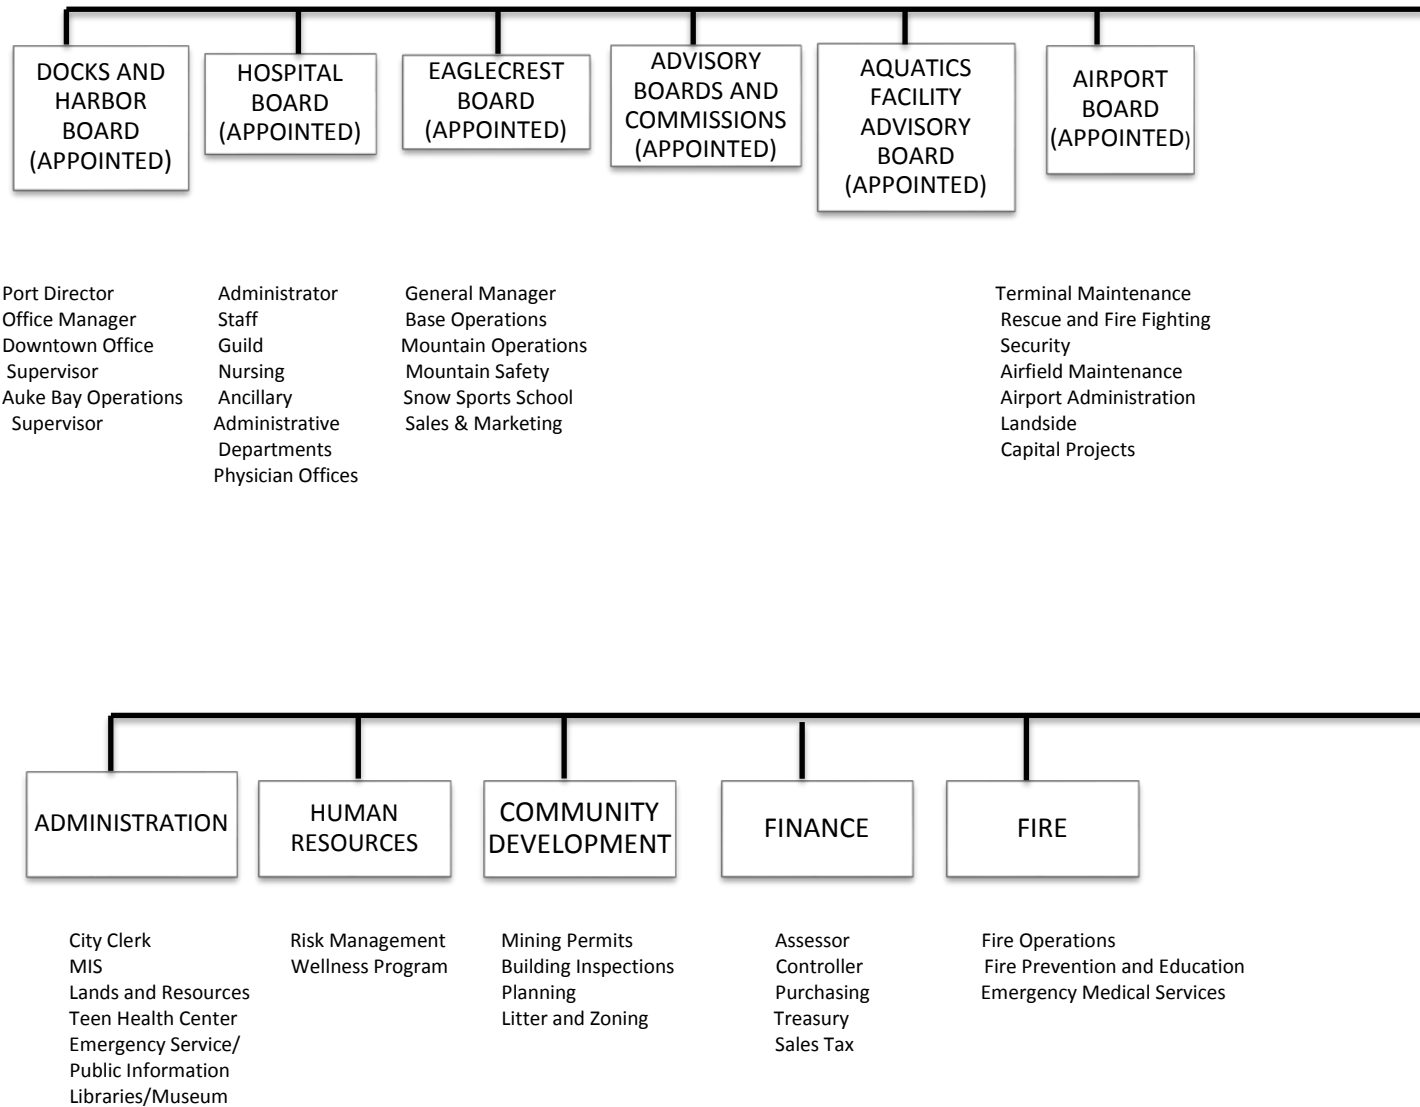 DOCKS AND
HARBOR
BOARD
(APPOINTED)
HOSPITAL
BOARD
(APPOINTED)
EAGLECREST
BOARD
(APPOINTED)
ADVISORY
BOARDS AND
COMMISSIONS
(APPOINTED)
AQUATICS
FACILITY
ADVISORY
BOARD
(APPOINTED)
AIRPORT
BOARD
(APPOINTED)
Port Director
Office Manager
Downtown Office
Supervisor
Auke Bay Operations
Supervisor
Administrator
Staff
Guild
Nursing
Ancillary
Administrative
Departments
Physician Offices
General Manager
Base Operations
Mountain Operations
Mountain Safety
Snow Sports School
Sales & Marketing
Terminal Maintenance
Rescue and Fire Fighting
Security
Airfield Maintenance
Airport Administration
Landside
Capital Projects
ADMINISTRATION
HUMAN
RESOURCES
COMMUNITY
DEVELOPMENT
FINANCE
FIRE
City Clerk
MIS
Lands and Resources
Teen Health Center
Emergency Service/
Public Information
Libraries/Museum
Risk Management
Wellness Program
Mining Permits
Building Inspections
Planning
Litter and Zoning
Assessor
Controller
Purchasing
Treasury
Sales Tax
Fire Operations
Fire Prevention and Education
Emergency Medical Services